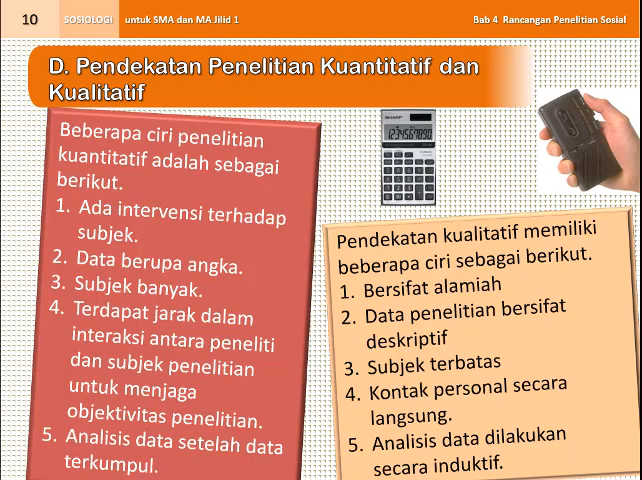 10 SOSIOLOGI untuk SMA dan MA Jilid 1
Bab 4 Rancangan Penelitian Sosial
D. Pendekatan Penelitian Kuantitatif dan
Kualitatif
Beberapa ciri penelitian
kuantitatif adalah sebagai
berikut.
1. Ada intervensi terhadap
subjek.
2. Data berupa angka.
3. Subjek banyak.
4. Terdapat jarak dalam
interaksi antara peneliti
dan subjek penelitian
untuk menjaga
objektivitas penelitian.
5. Analisis data setelah data
terkumpul.
SHARP
1234567890
Pendekatan kualitatif memiliki
beberapa ciri sebagai berikut.
1. Bersifat alamiah
2. Data penelitian bersifat
deskriptif
3. Subjek terbatas
4. Kontak personal secara
langsung.
5. Analisis data dilakukan
secara induktif.